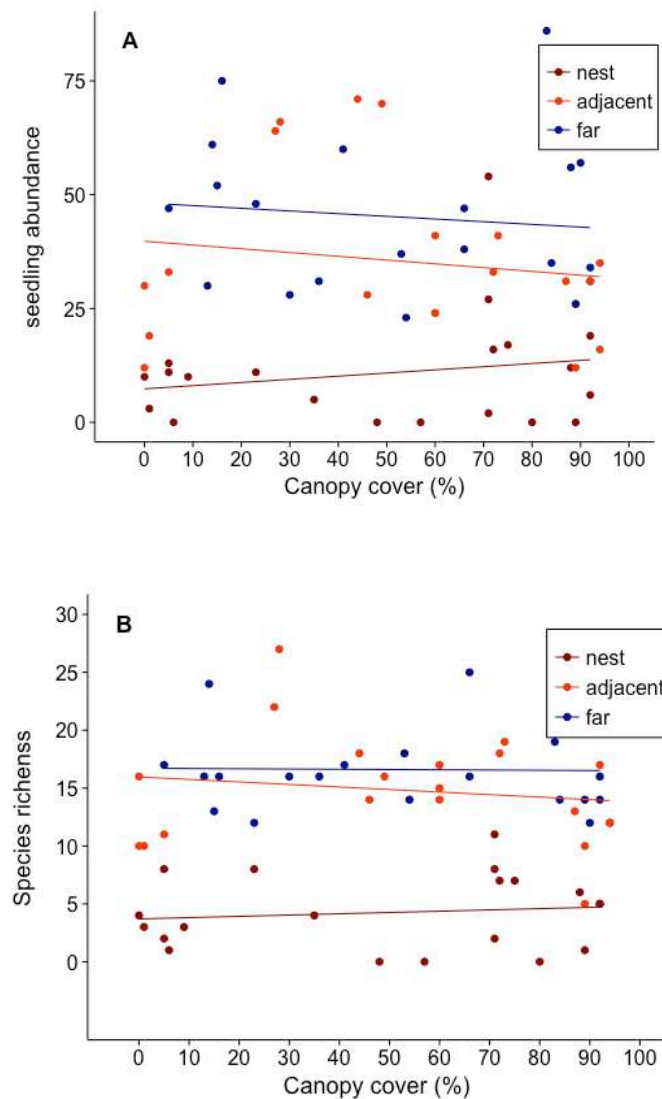 A
nest
adjacent
far
75
50
25
0
seedling abundance
0 10 20 30 40 50 60 70 80 90 100
Canopy cover (%)
B
nest
adjacent
far
30
25
20
15
10
5
0
Species richenss
0 10 20 30 40 50 60 70 80 90 100
Canopy cover (%)